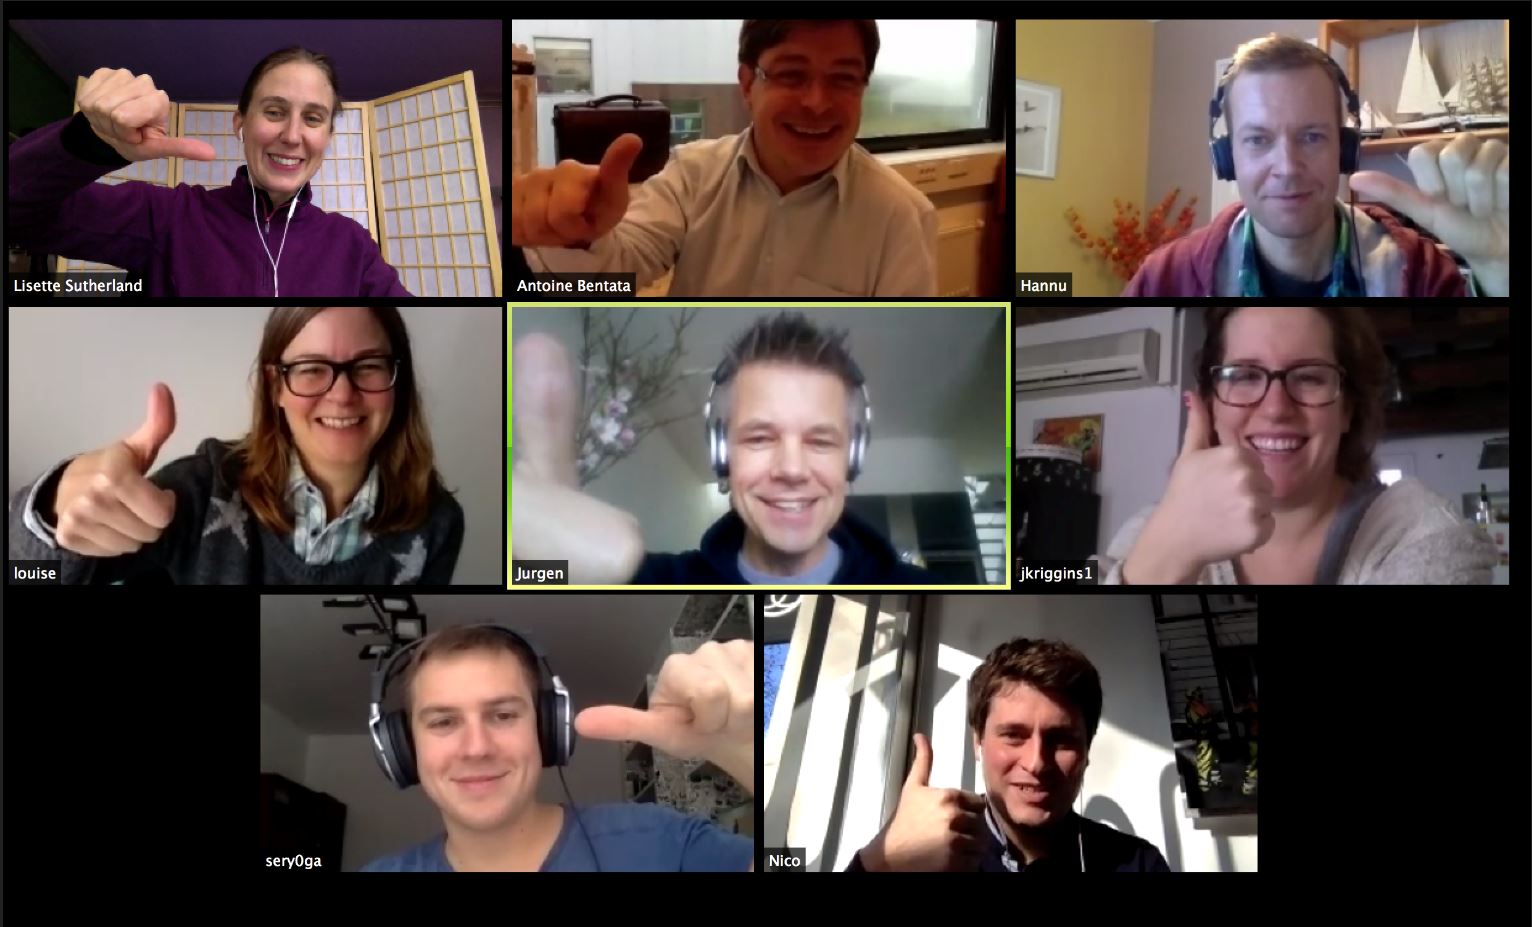 Lisette Sutherland
Antoine Bentata
Hannu
louise
Jurgen
jkriggins1
sery0ga
Nico